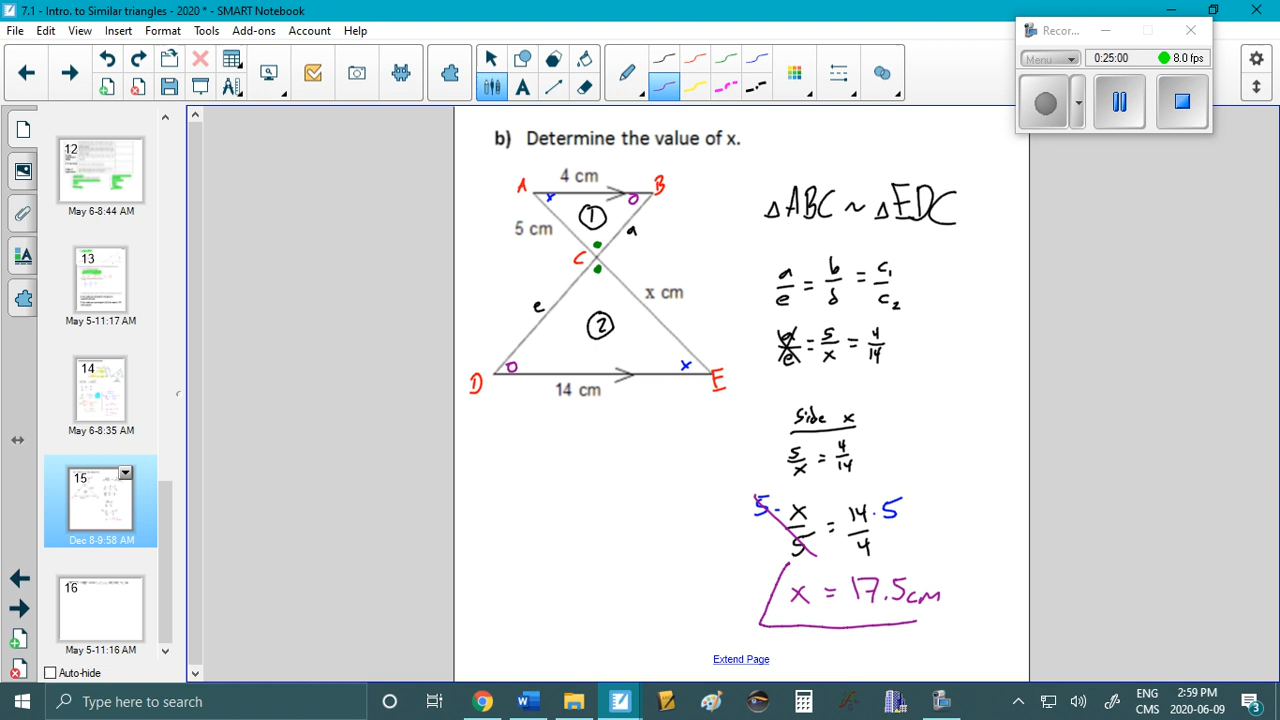 7.1 - Intro. to Similar triangles - 2020 * - SMART Notebook
File Edit View Insert Format Tools Add-ons Account Help
Recor...
Menu
0:25:00
8.0 fps
12
May 6-8:44 AM
13
May 5-11:17 AM
14
May 6-8:35 AM
15
Dec 8-9:58 AM
16
May 5-11:16 AM
Auto-hide
b) Determine the value of x.
4 cm
A B
x o
1
5 cm
a
C
x cm
e
2
o x
D E
14 cm
△ABC ~ △EDC
a/e = b/d = c1/c2
a/e = 5/x = 4/14
Side x
5/x = 4/14
5 · x/5 = 14/4 · 5
x = 17.5cm
Extend Page
Type here to search
ENG
CMS
2:59 PM
2020-06-09
3